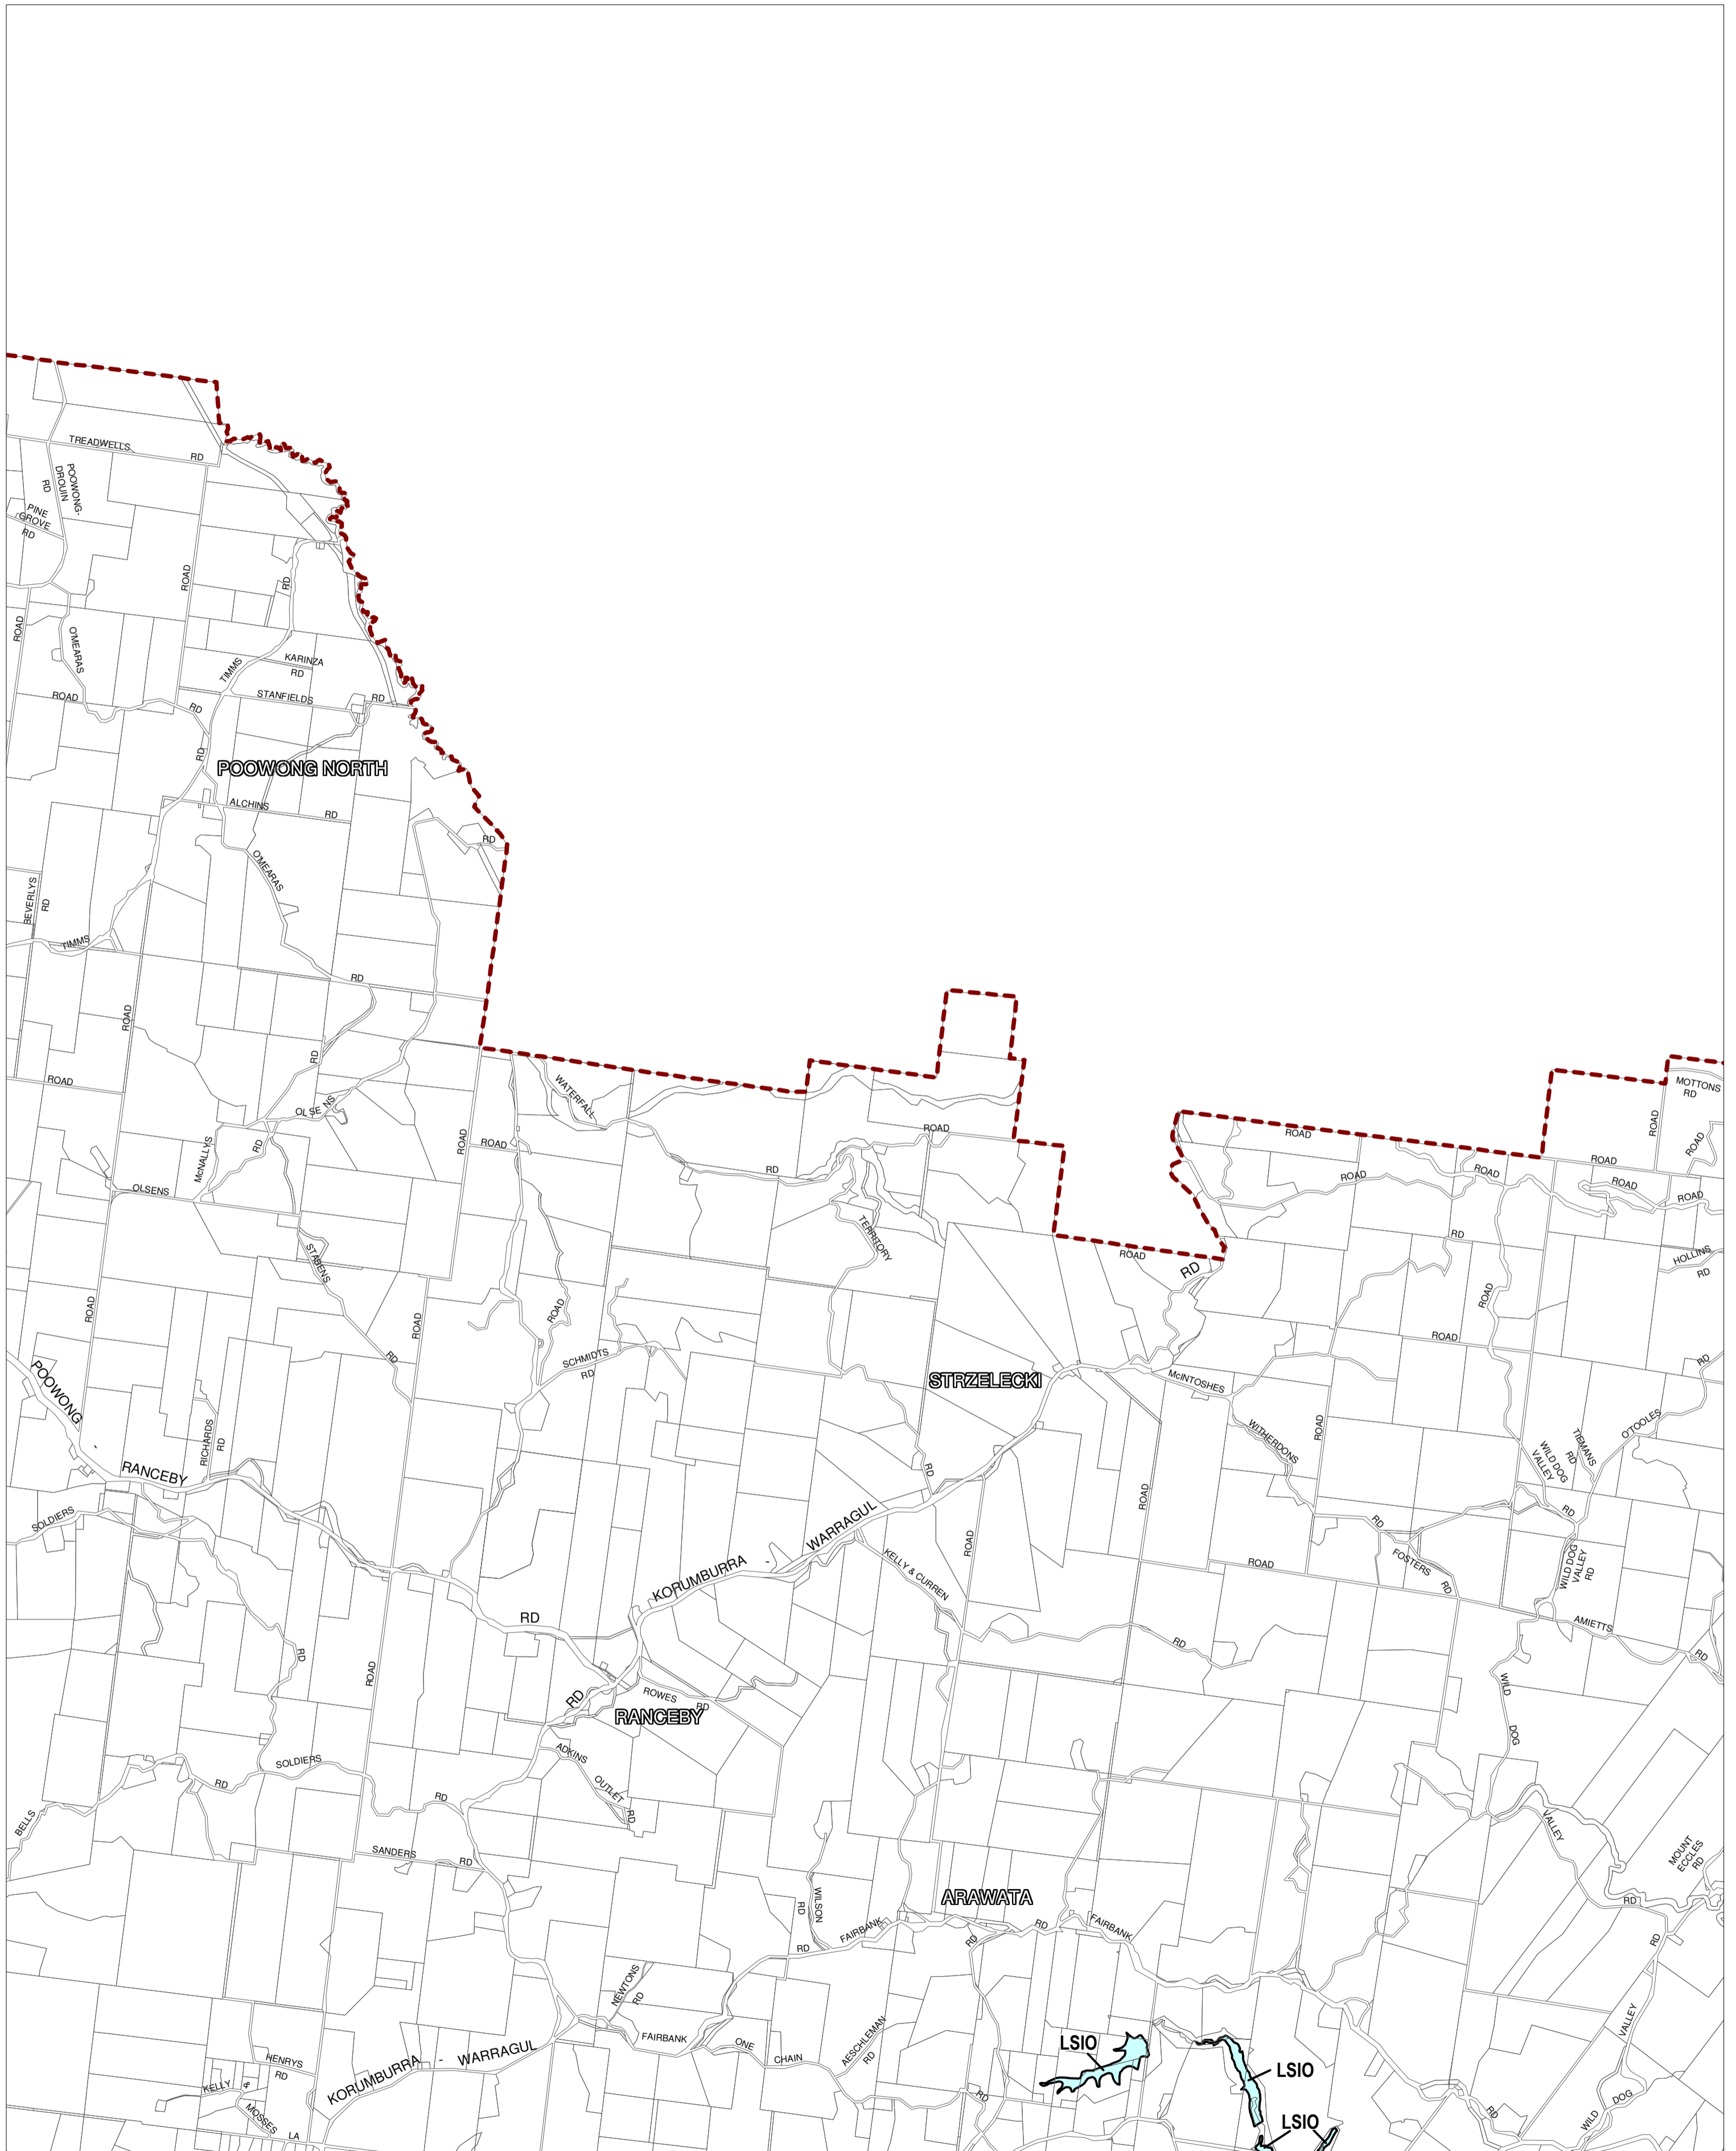 TREADWELLS
RD
POOWONG-
DROUIN
RD
PINE
GROVE
RD
ROAD
RD
ROAD
O'MEARAS
TIMMS
KARINZA
RD
STANFIELDS
RD
ROAD
RD
RD
POOWONG NORTH
ALCHINS
RD
RD
O'MEARAS
BEVERLYS
RD
TIMMS
RD
ROAD
RD
ROAD
OLSENS
McNALLYS
RD
ROAD
ROAD
OLSENS
STABENS
WATERFALL
RD
ROAD
TERRITORY
ROAD
RD
ROAD
ROAD
ROAD
ROAD
MOTTONS
RD
ROAD
ROAD
ROAD
ROAD
RD
HOLLINS
RD
ROAD
ROAD
ROAD
ROAD
ROAD
RD
SCHMIDTS
RD
STRZELECKI
McINTOSHES
WITHERDONS
ROAD
RD
O'TOOLES
TIEMANS
RD
WILD DOG
VALLEY
RD
POOWONG
-
RANCEBY
RICHARDS
RD
SOLDIERS
RD
ROAD
ROAD
KORUMBURRA - WARRAGUL
KELLY & CURREN
RD
ROAD
RD
FOSTERS
RD
WILD DOG
VALLEY
RD
AMIETTS
RD
RD
RD
ROAD
RD
ROWES
RD
RANCEBY
WILD
DOG
ADKINS
OUTLET
RD
SOLDIERS
RD
RD
BELLS
SANDERS
RD
VALLEY
MOUNT
ECCLES
RD
RD
WILSON
RD
ARAWATA
FAIRBANK
RD
RD
RD
FAIRBANK
RD
NEWTONS
RD
FAIRBANK
ONE
CHAIN
AESCHLEMAN
RD
RD
HENRYS
RD
KORUMBURRA - WARRAGUL
KELLY
&
MOSSES
LA
LSIO
LSIO
LSIO
VALLEY
DOG
WILD
RD